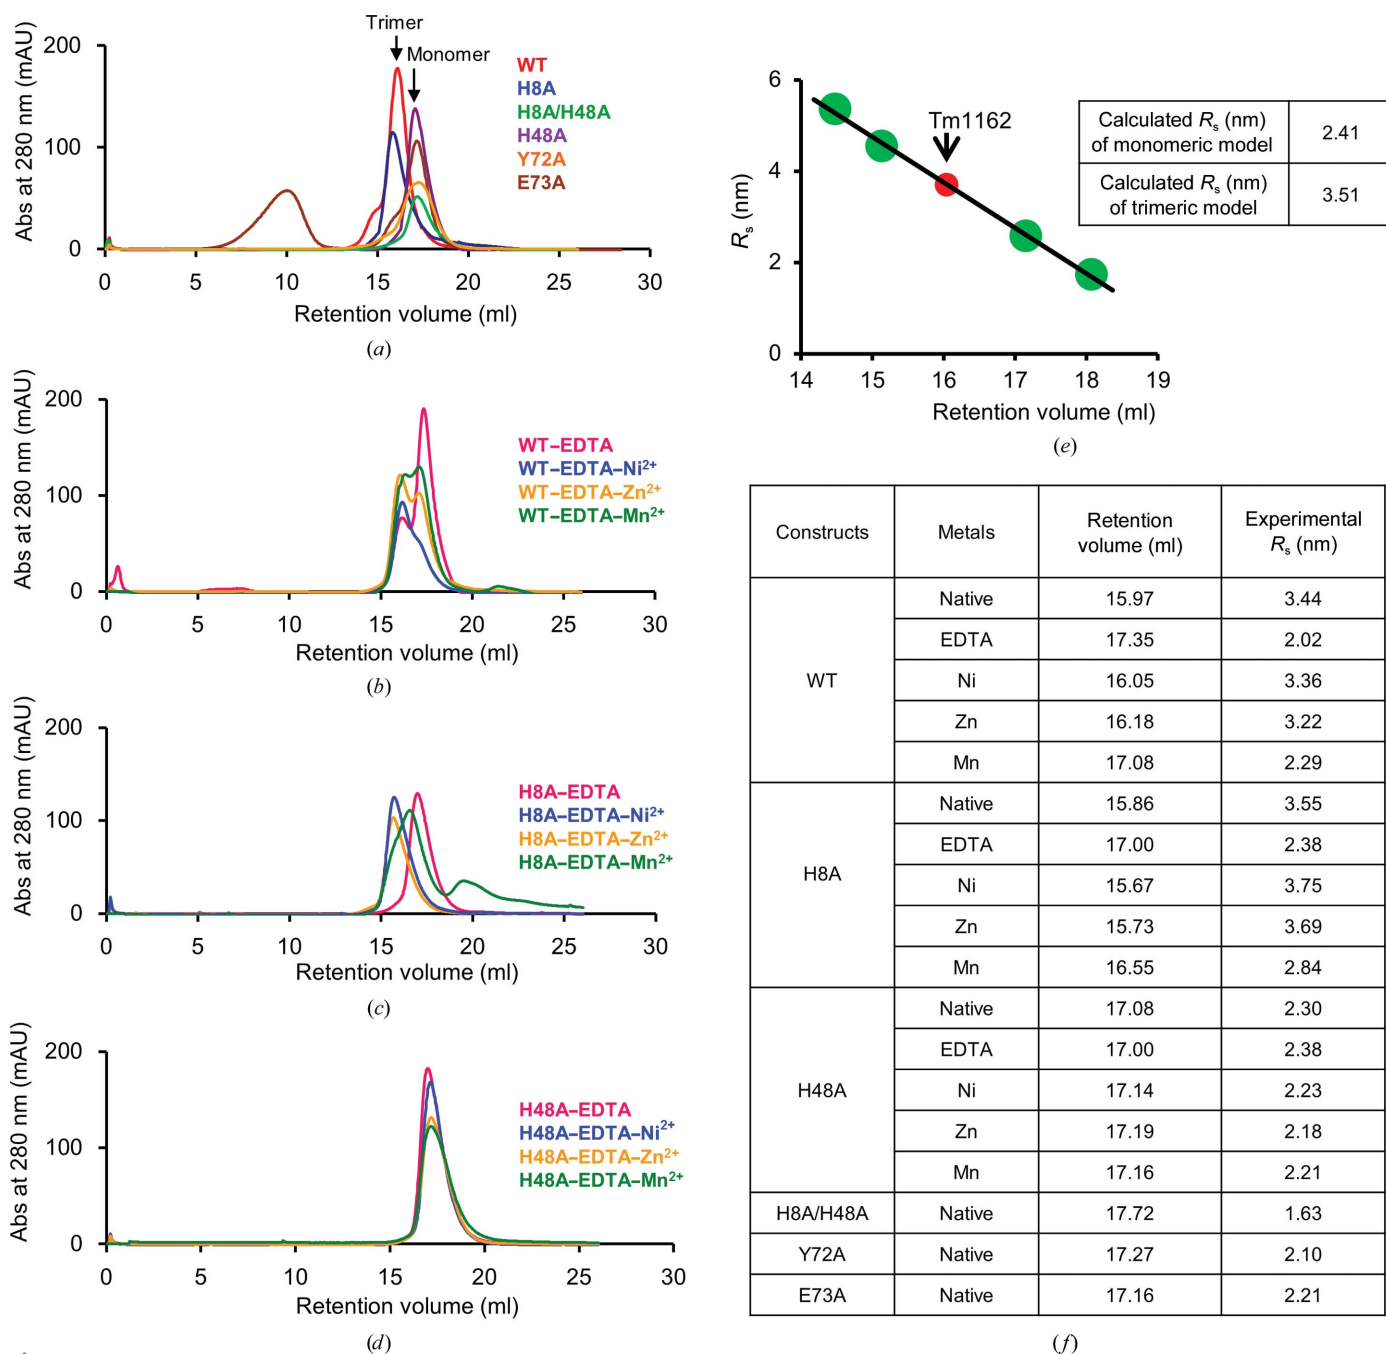 Trimer
Monomer
Abs at 280 nm (mAU)
200
100
0
WT
H8A
H8A/H48A
H48A
Y72A
E73A
0 5 10 15 20 25 30
Retention volume (ml)
(a)
Abs at 280 nm (mAU)
200
100
0
WT–EDTA
WT–EDTA–Ni²⁺
WT–EDTA–Zn²⁺
WT–EDTA–Mn²⁺
0 5 10 15 20 25 30
Retention volume (ml)
(b)
Abs at 280 nm (mAU)
200
100
0
H8A–EDTA
H8A–EDTA–Ni²⁺
H8A–EDTA–Zn²⁺
H8A–EDTA–Mn²⁺
0 5 10 15 20 25 30
Retention volume (ml)
(c)
Abs at 280 nm (mAU)
200
100
0
H48A–EDTA
H48A–EDTA–Ni²⁺
H48A–EDTA–Zn²⁺
H48A–EDTA–Mn²⁺
0 5 10 15 20 25 30
Retention volume (ml)
(d)
Rs (nm)
6
4
2
0
Tm1162
14 15 16 17 18 19
Retention volume (ml)
Calculated Rs (nm)
of monomeric model
2.41
Calculated Rs (nm)
of trimeric model
3.51
(e)
Constructs Metals Retention volume (ml) Experimental Rs (nm)
WT
Native 15.97 3.44
EDTA 17.35 2.02
Ni 16.05 3.36
Zn 16.18 3.22
Mn 17.08 2.29
H8A
Native 15.86 3.55
EDTA 17.00 2.38
Ni 15.67 3.75
Zn 15.73 3.69
Mn 16.55 2.84
H48A
Native 17.08 2.30
EDTA 17.00 2.38
Ni 17.14 2.23
Zn 17.19 2.18
Mn 17.16 2.21
H8A/H48A Native 17.72 1.63
Y72A Native 17.27 2.10
E73A Native 17.16 2.21
(f)